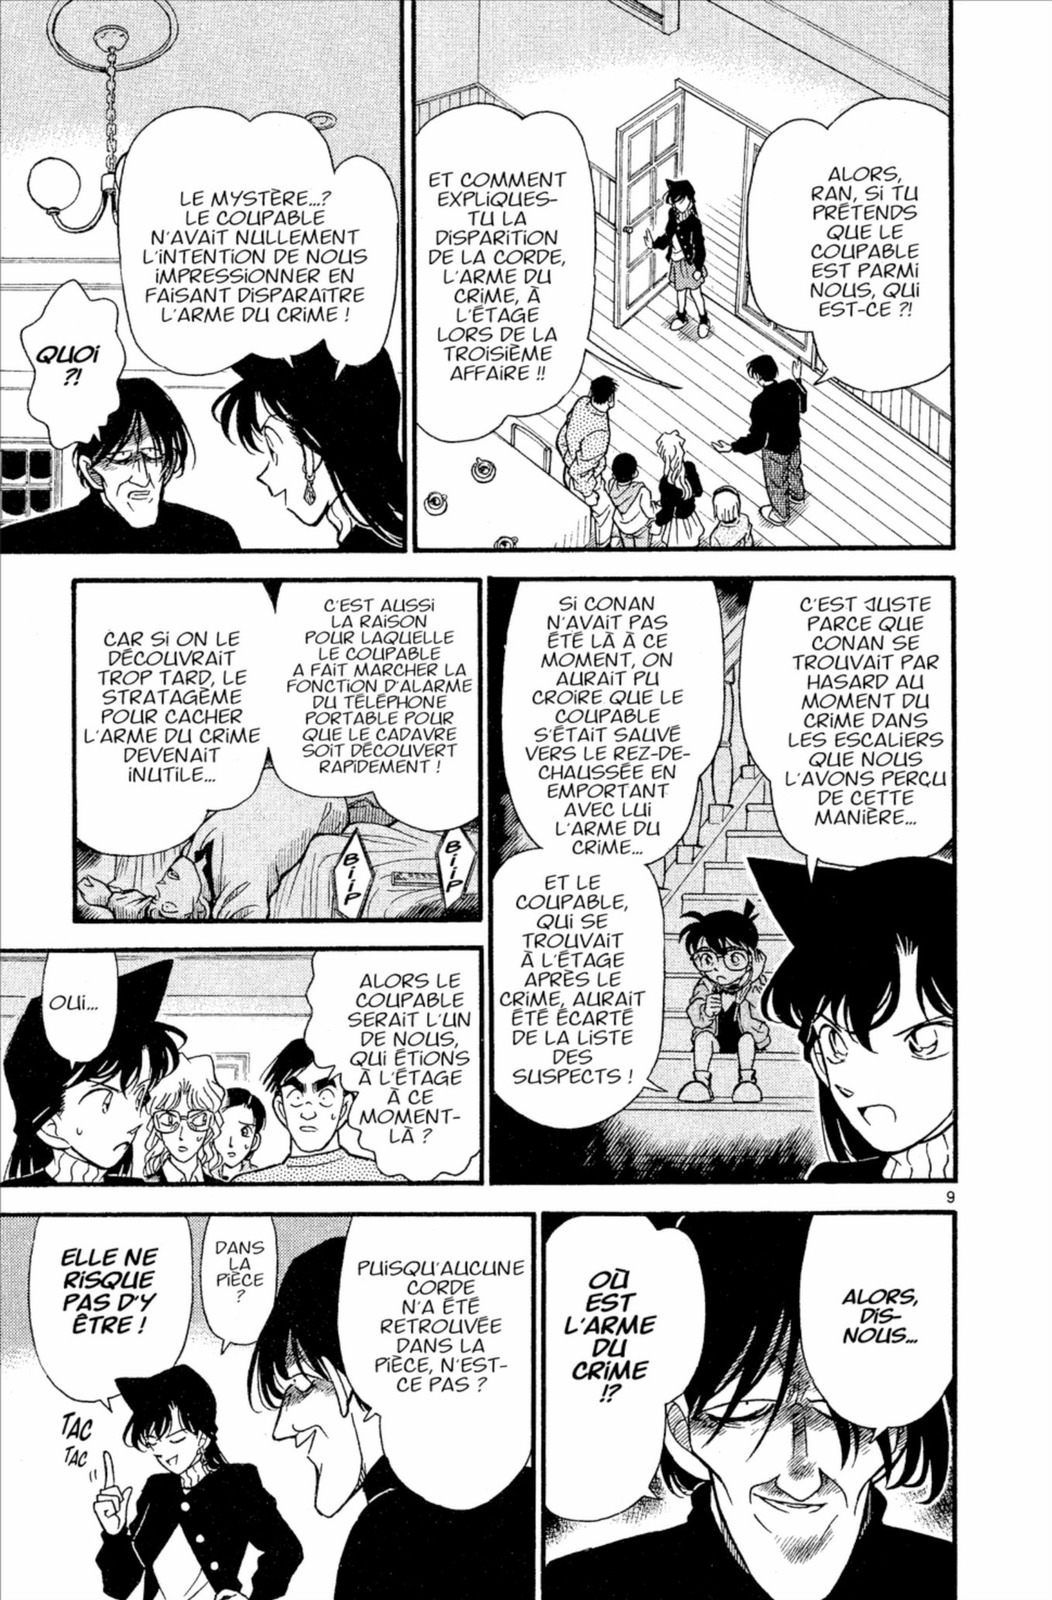 ALORS,
RAN, SI TU
PRÉTENDS
QUE LE
COUPABLE
EST PARMI
NOUS, QUI
EST-CE ?!
ET COMMENT
EXPLIQUES-
TU LA
DISPARITION
DE LA CORDE,
L'ARME DU
CRIME, À
L'ÉTAGE
LORS DE LA
TROISIÈME
AFFAIRE !!
LE MYSTÈRE...?
LE COUPABLE
N'AVAIT NULLEMENT
L'INTENTION DE NOUS
IMPRESSIONNER EN
FAISANT DISPARAÎTRE
L'ARME DU CRIME !
QUOI
?!
C'EST JUSTE
PARCE QUE
CONAN SE
TROUVAIT PAR
HASARD AU
MOMENT DU
CRIME DANS
LES ESCALIERS
QUE NOUS
L'AVONS PERÇU
DE CETTE
MANIÈRE...
SI CONAN
N'AVAIT PAS
ÉTÉ LÀ À CE
MOMENT, ON
AURAIT PU
CROIRE QUE LE
COUPABLE
S'ÉTAIT SAUVÉ
VERS LE REZ-DE-
CHAUSSÉE EN
EMPORTANT
AVEC LUI
L'ARME DU
CRIME...
ET LE
COUPABLE,
QUI SE
TROUVAIT
À L'ÉTAGE
APRÈS LE
CRIME, AURAIT
ÉTÉ ÉCARTÉ
DE LA LISTE
DES
SUSPECTS !
C'EST AUSSI
LA RAISON
POUR LAQUELLE
LE COUPABLE
A FAIT MARCHER LA
FONCTION D'ALARME
DU TÉLÉPHONE
PORTABLE POUR
QUE LE CADAVRE
SOIT DÉCOUVERT
RAPIDEMENT !
CAR SI ON LE
DÉCOUVRAIT
TROP TARD, LE
STRATAGÈME
POUR CACHER
L'ARME DU CRIME
DEVENAIT
INUTILE...
BIIP
BIIP
ALORS LE
COUPABLE
SERAIT L'UN
DE NOUS,
QUI ÉTIONS
À L'ÉTAGE
À CE
MOMENT-
LÀ ?
OUI...
9
ALORS,
DIS-
NOUS...
OÙ
EST
L'ARME
DU
CRIME
!?
PUISQU'AUCUNE
CORDE
N'A ÉTÉ
RETROUVÉE
DANS LA
PIÈCE, N'EST-
CE PAS ?
DANS
LA
PIÈCE
?
ELLE NE
RISQUE
PAS D'Y
ÊTRE !
TAC
TAC